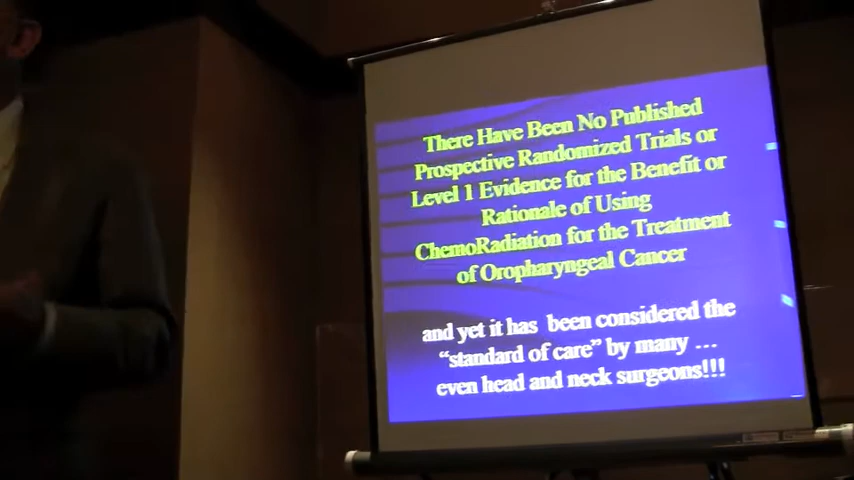 There Have Been No Published
Prospective Randomized Trials or
Level 1 Evidence for the Benefit or
Rationale of Using
ChemoRadiation for the Treatment
of Oropharyngeal Cancer
and yet it has been considered the
“standard of care” by many ...
even head and neck surgeons!!!